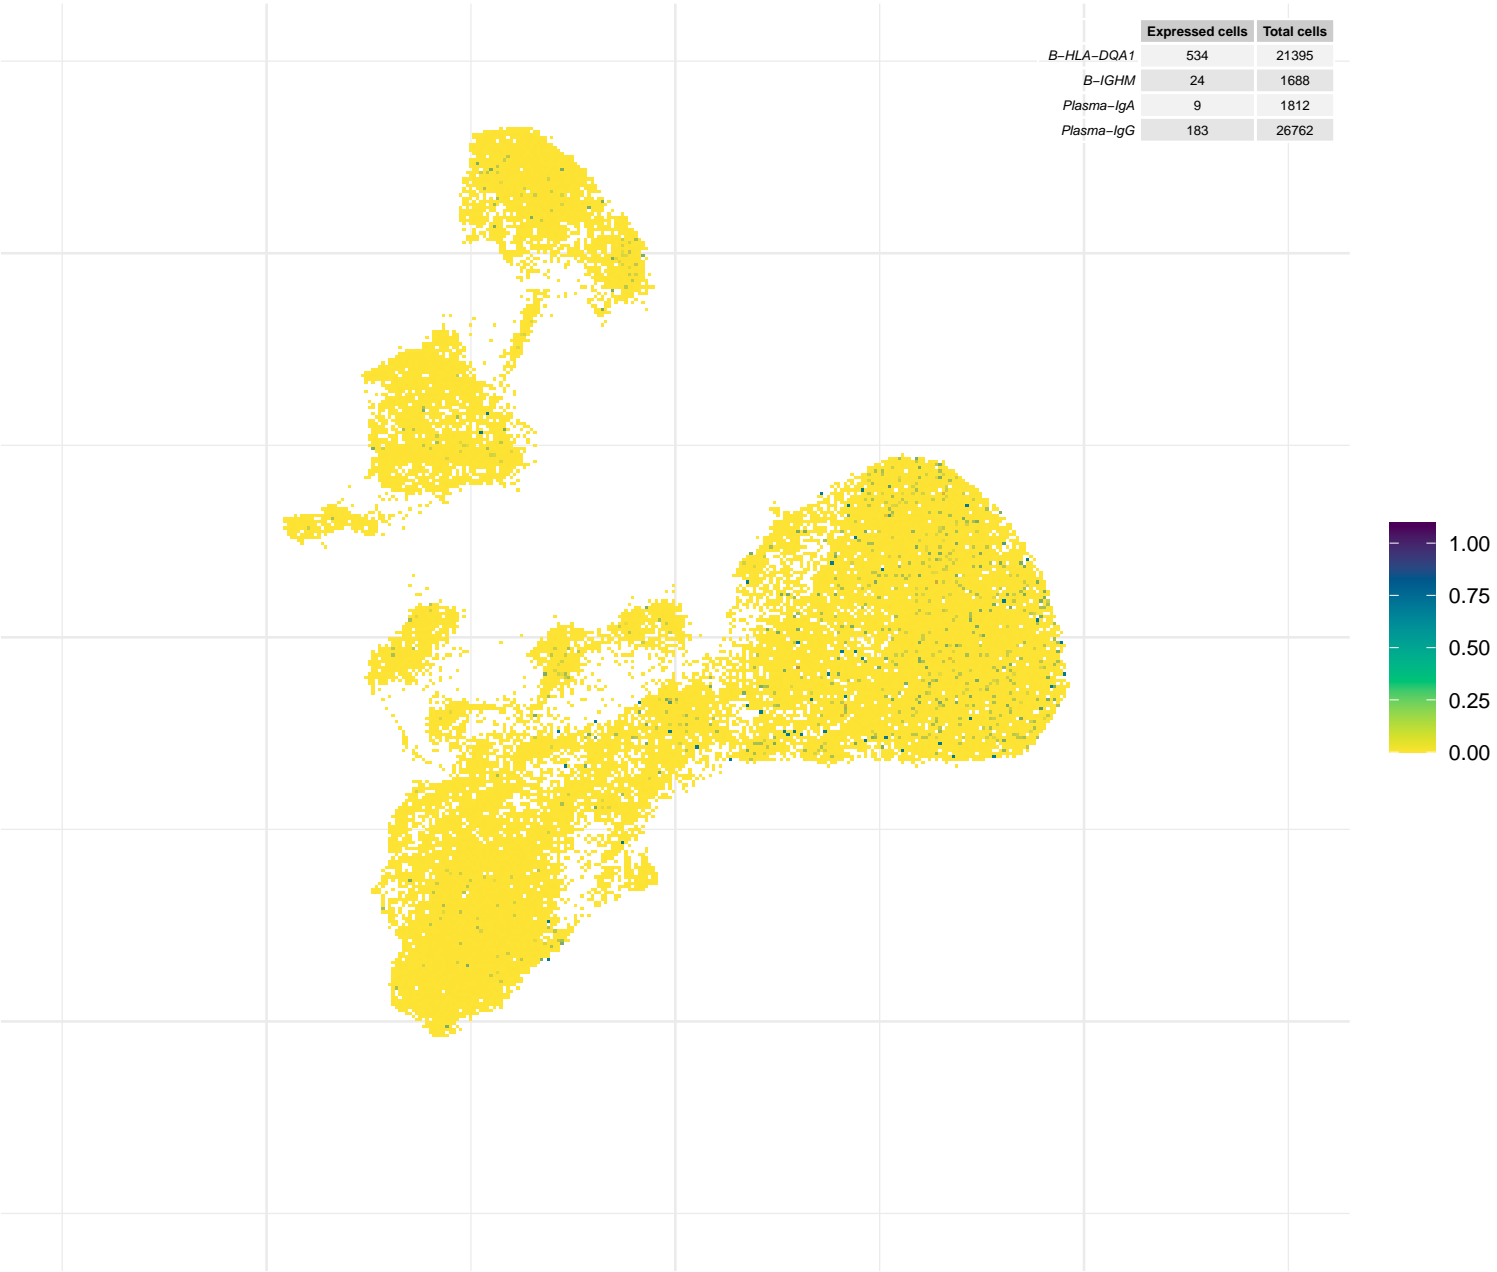 Expressed cells Total cells
B−HLA−DQA1 534 21395
B−IGHM 24 1688
Plasma−IgA 9 1812
Plasma−IgG 183 26762
1.00
0.75
0.50
0.25
0.00